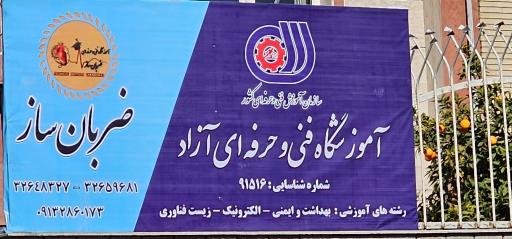 سازمان آموزش فنی و حرفه‌ای کشور
آموزشگاه فنی و حرفه ای آزاد
ضربان ساز
شماره شناسایی : ۹۱۵۱۶
رشته های آموزشی : بهداشت و ایمنی - الکترونیک - زیست فناوری
۳۲۶۴۸۳۲۷ - ۳۲۶۵۹۶۸۱
۰۹۱۳۲۸۶۰۱۷۳